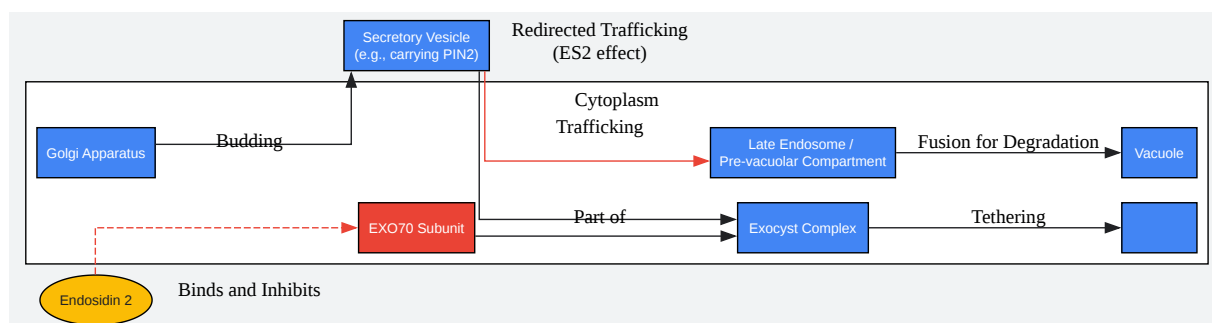 Secretory Vesicle
(e.g., carrying PIN2)
Redirected Trafficking
(ES2 effect)
Cytoplasm
Trafficking
Golgi Apparatus
Budding
Late Endosome /
Pre-vacuolar Compartment
Fusion for Degradation
Vacuole
EXO70 Subunit
Part of
Exocyst Complex
Tethering
Endosidin 2
Binds and Inhibits